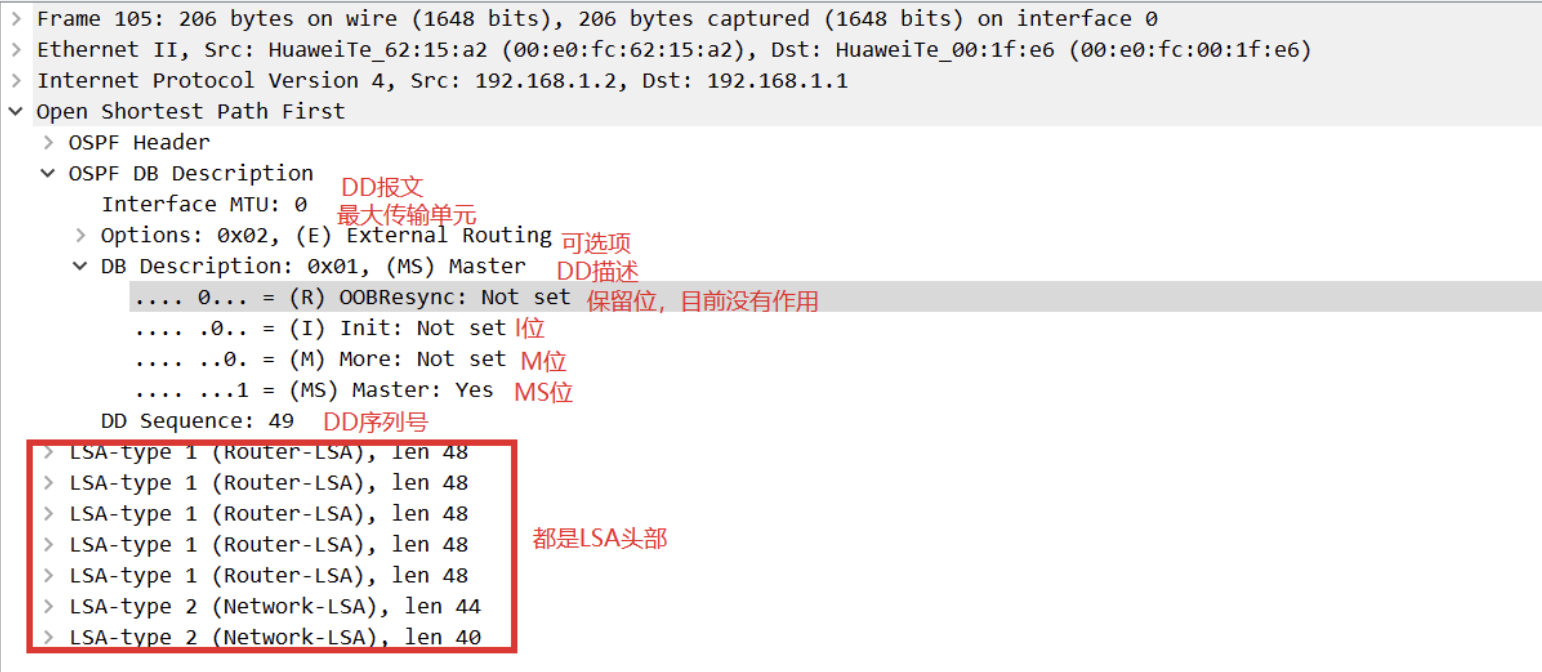 Frame 105: 206 bytes on wire (1648 bits), 206 bytes captured (1648 bits) on interface 0
Ethernet II, Src: HuaweiTe_62:15:a2 (00:e0:fc:62:15:a2), Dst: HuaweiTe_00:1f:e6 (00:e0:fc:00:1f:e6)
Internet Protocol Version 4, Src: 192.168.1.2, Dst: 192.168.1.1
Open Shortest Path First
OSPF Header
OSPF DB Description DD报文
Interface MTU: 0 最大传输单元
Options: 0x02, (E) External Routing 可选项
DB Description: 0x01, (MS) Master DD描述
.... 0... = (R) OOBResync: Not set 保留位，目前没有作用
.... .0.. = (I) Init: Not set I位
.... ..0. = (M) More: Not set M位
.... ...1 = (MS) Master: Yes MS位
DD Sequence: 49 DD序列号
LSA-type 1 (Router-LSA), len 48
LSA-type 1 (Router-LSA), len 48
LSA-type 1 (Router-LSA), len 48
LSA-type 1 (Router-LSA), len 48
都是LSA头部
LSA-type 1 (Router-LSA), len 48
LSA-type 2 (Network-LSA), len 44
LSA-type 2 (Network-LSA), len 40